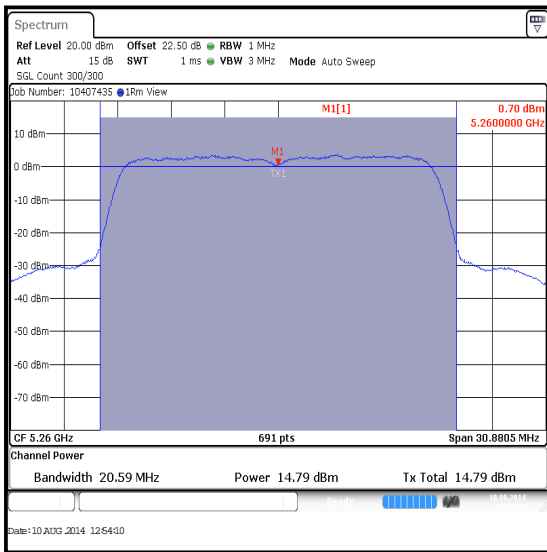 Spectrum
Ref Level 20.00 dBm Offset 22.50 dB RBW 1 MHz
Att 15 dB SWT 1 ms VBW 3 MHz Mode Auto Sweep
SGL Count 300/300
Job Number: 10407435 1Rm View
M1[1] 0.70 dBm
5.2600000 GHz
10 dBm
M1
0 dBm
TX1
-10 dBm
-20 dBm
-30 dBm
-40 dBm
-50 dBm
-60 dBm
-70 dBm
CF 5.26 GHz 691 pts Span 30.8805 MHz
Channel Power
Bandwidth 20.59 MHz Power 14.79 dBm Tx Total 14.79 dBm
Ready 10.08.2014
Date: 10 AUG 2014 12:54:10